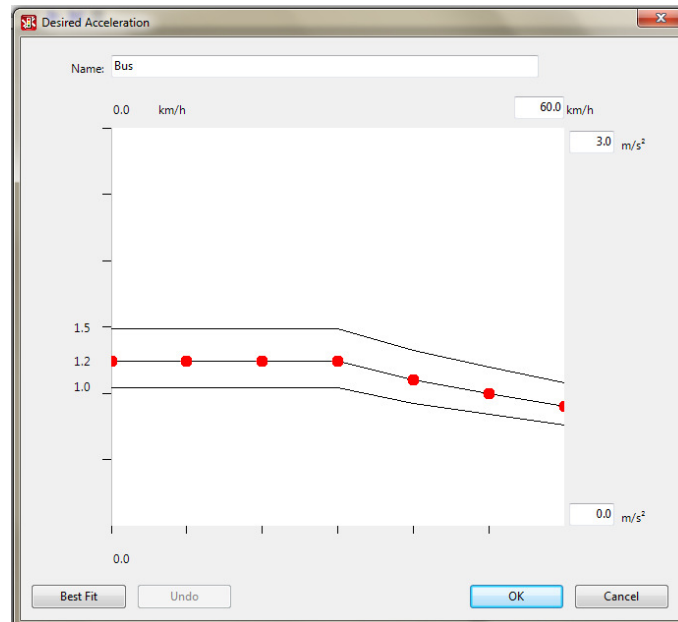 Desired Acceleration
Name: Bus
0.0 km/h 60.0 km/h
3.0 m/s²
1.5
1.2
1.0
0.0 m/s²
0.0
Best Fit Undo OK Cancel